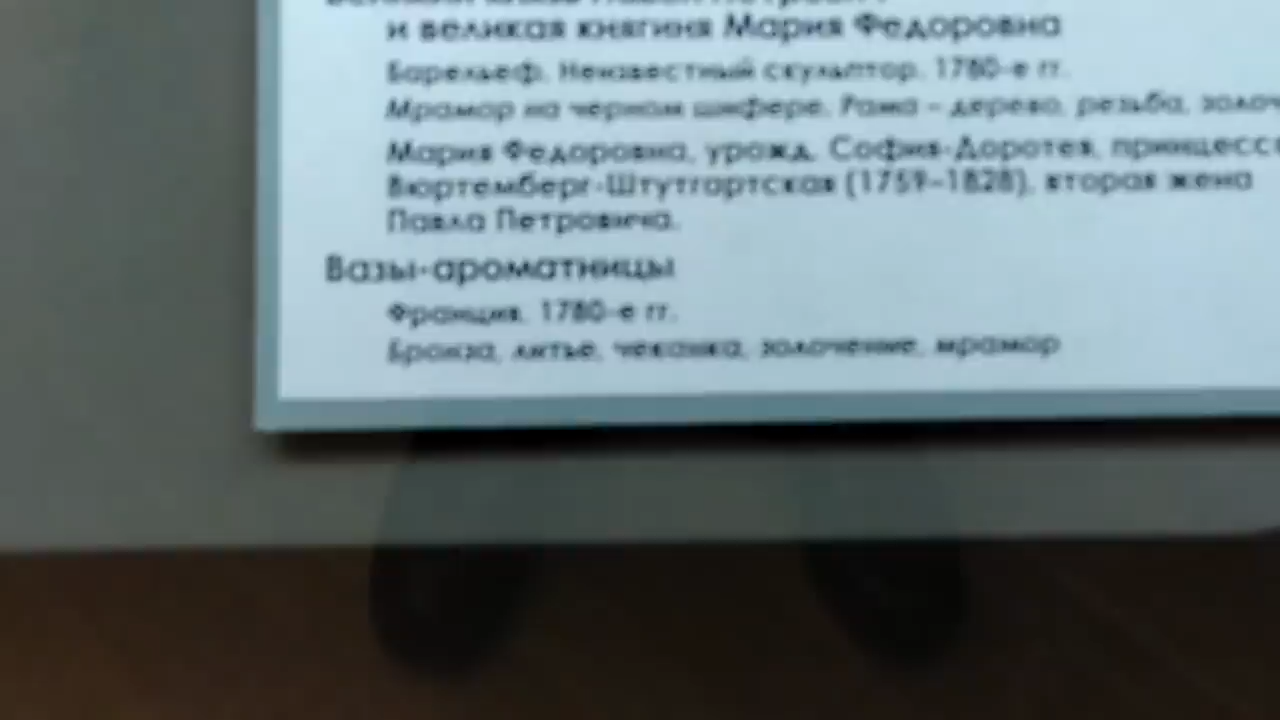 и великая княгиня Мария Федоровна
Барельеф. Неизвестный скульптор. 1780-е гг.
Мрамор на черном шифере. Рама – дерево, резьба,
Мария Федоровна, урожд. София-Доротея,
Вюртемберг-Штутгартская (1759–1828), вторая жена
Павла Петровича.
Вазы-ароматницы
Франция. 1780-е гг.
Бронза, литье, чеканка, золочение, мрамор